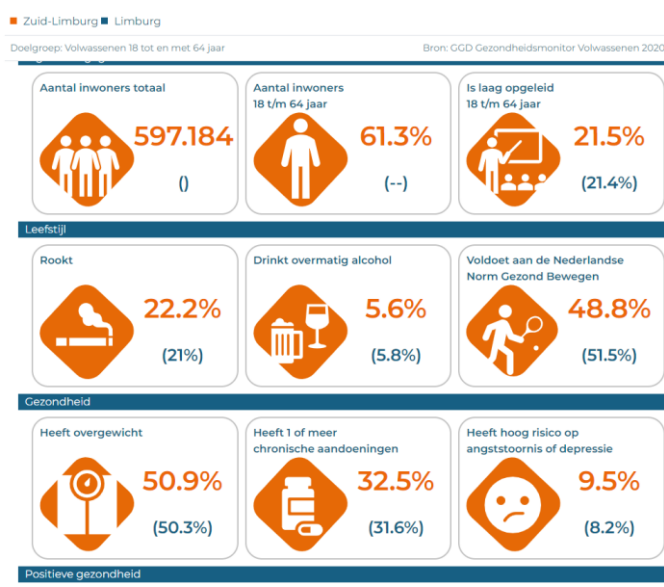 Zuid-Limburg Limburg
Doelgroep: Volwassenen 18 tot en met 64 jaar
Bron: GGD Gezondheidsmonitor Volwassenen 2020
Aantal inwoners totaal
597.184
()
Aantal inwoners
18 t/m 64 jaar
61.3%
(--)
Is laag opgeleid
18 t/m 64 jaar
21.5%
(21.4%)
Leefstijl
Rookt
22.2%
(21%)
Drinkt overmatig alcohol
5.6%
(5.8%)
Voldoet aan de Nederlandse
Norm Gezond Bewegen
48.8%
(51.5%)
Gezondheid
Heeft overgewicht
50.9%
(50.3%)
Heeft 1 of meer
chronische aandoeningen
32.5%
(31.6%)
Heeft hoog risico op
angststoornis of depressie
9.5%
(8.2%)
Positieve gezondheid